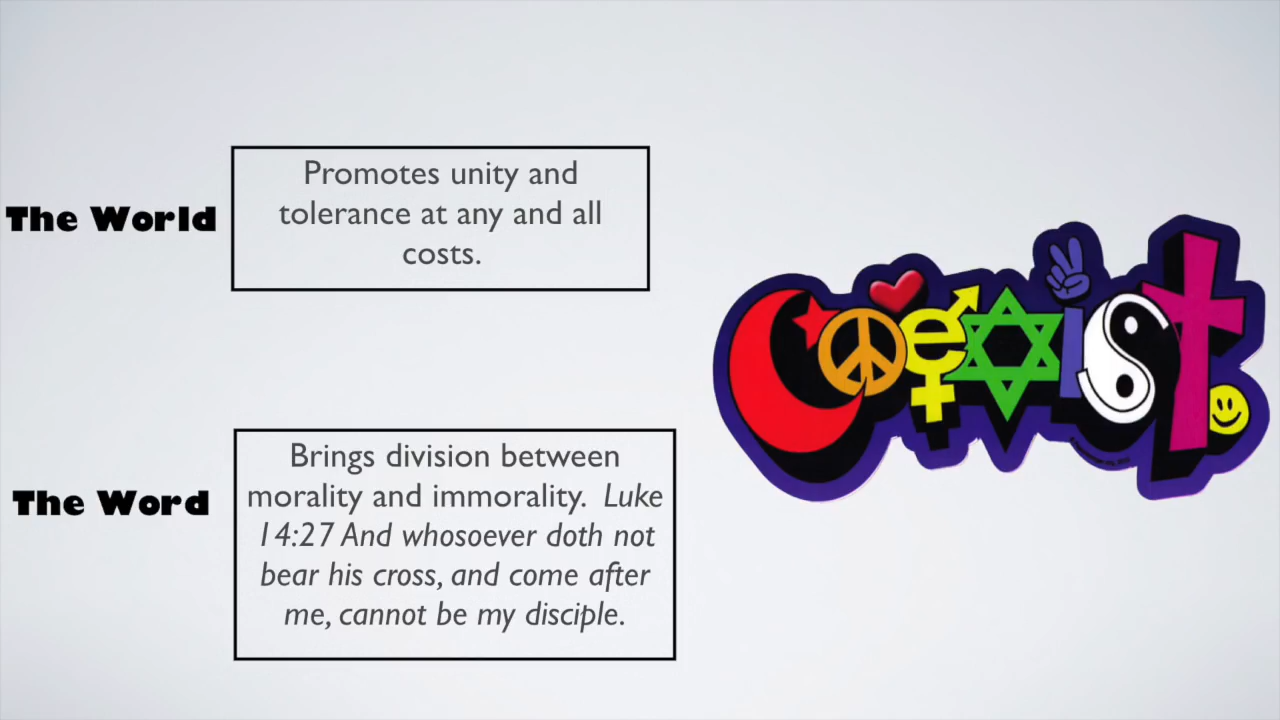 Promotes unity and
The World tolerance at any and all
costs.
Coexist.
Brings division between
morality and immorality. Luke
The Word 14:27 And whosoever doth not
bear his cross, and come after
me, cannot be my disciple.